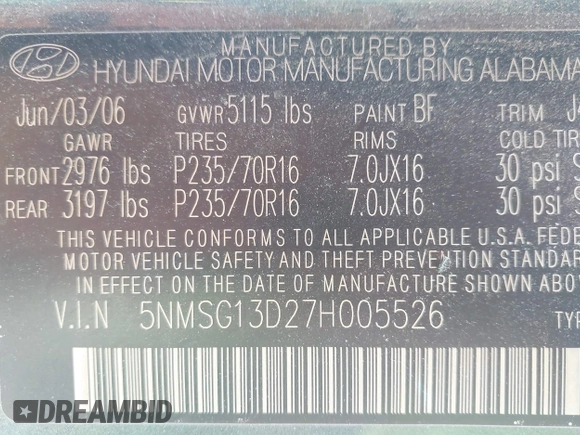 MANUFACTURED BY
HYUNDAI MOTOR MANUFACTURING ALABAMA
Jun/03/06 GVWR 5115 lbs PAINT BF TRIM
GAWR TIRES RIMS COLD
FRONT 2976 lbs P235/70R16 7.0JX16 30 psi
REAR 3197 lbs P235/70R16 7.0JX16 30 psi
THIS VEHICLE CONFORMS TO ALL APPLICABLE U.S.A.
MOTOR VEHICLE SAFETY AND THEFT PREVENTION STANDARD
IN EFFECT ON THE DATE OF MANUFACTURE SHOWN ABOV
V.I.N 5NMSG13D27H005526
DREAMBID